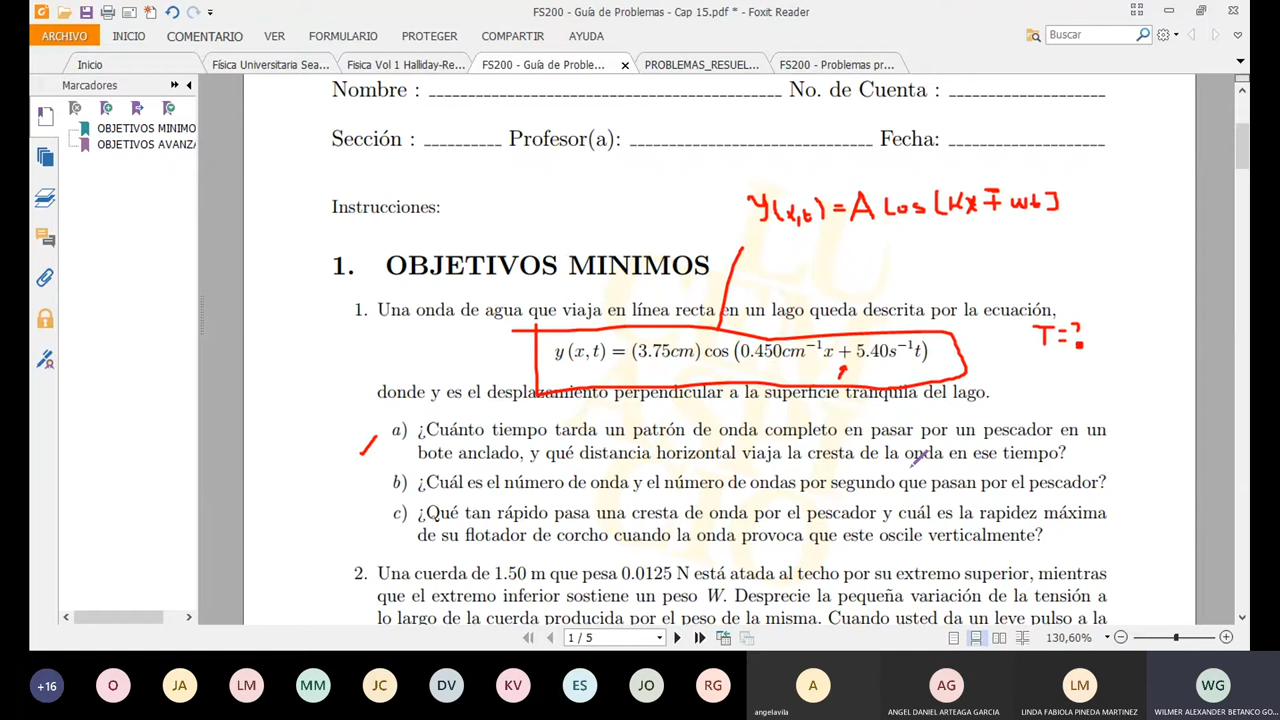 FS200 - Guía de Problemas - Cap 15.pdf * - Foxit Reader
ARCHIVO INICIO COMENTARIO VER FORMULARIO PROTEGER COMPARTIR AYUDA Buscar
Inicio Física Universitaria Sea... Fisica Vol 1 Halliday-Re... FS200 - Guía de Proble... PROBLEMAS_RESUEL... FS200 - Problemas pr...
Marcadores
OBJETIVOS MINIMO
OBJETIVOS AVANZA
Nombre : ________________ No. de Cuenta : ________
Sección : ________ Profesor(a): ________________ Fecha: ________
Instrucciones:
y(x,t) = A Cos [Kx ∓ wt]
1. OBJETIVOS MINIMOS
1. Una onda de agua que viaja en línea recta en un lago queda descrita por la ecuación,
T=?
y (x, t) = (3.75cm) cos (0.450cm⁻¹x + 5.40s⁻¹t)
donde y es el desplazamiento perpendicular a la superficie tranquila del lago.
a) ¿Cuánto tiempo tarda un patrón de onda completo en pasar por un pescador en un
bote anclado, y qué distancia horizontal viaja la cresta de la onda en ese tiempo?
b) ¿Cuál es el número de onda y el número de ondas por segundo que pasan por el pescador?
c) ¿Qué tan rápido pasa una cresta de onda por el pescador y cuál es la rapidez máxima
de su flotador de corcho cuando la onda provoca que este oscile verticalmente?
2. Una cuerda de 1.50 m que pesa 0.0125 N está atada al techo por su extremo superior, mientras
que el extremo inferior sostiene un peso W. Desprecie la pequeña variación de la tensión a
lo largo de la cuerda producida por el peso de la misma. Cuando usted da un leve pulso a la
1 / 5 130,60%
+16 O JA LM MM JC DV KV ES JO RG A AG LM WG
angelavila ANGEL DANIEL ARTEAGA GARCIA LINDA FABIOLA PINEDA MARTINEZ WILMER ALEXANDER BETANCO GO...